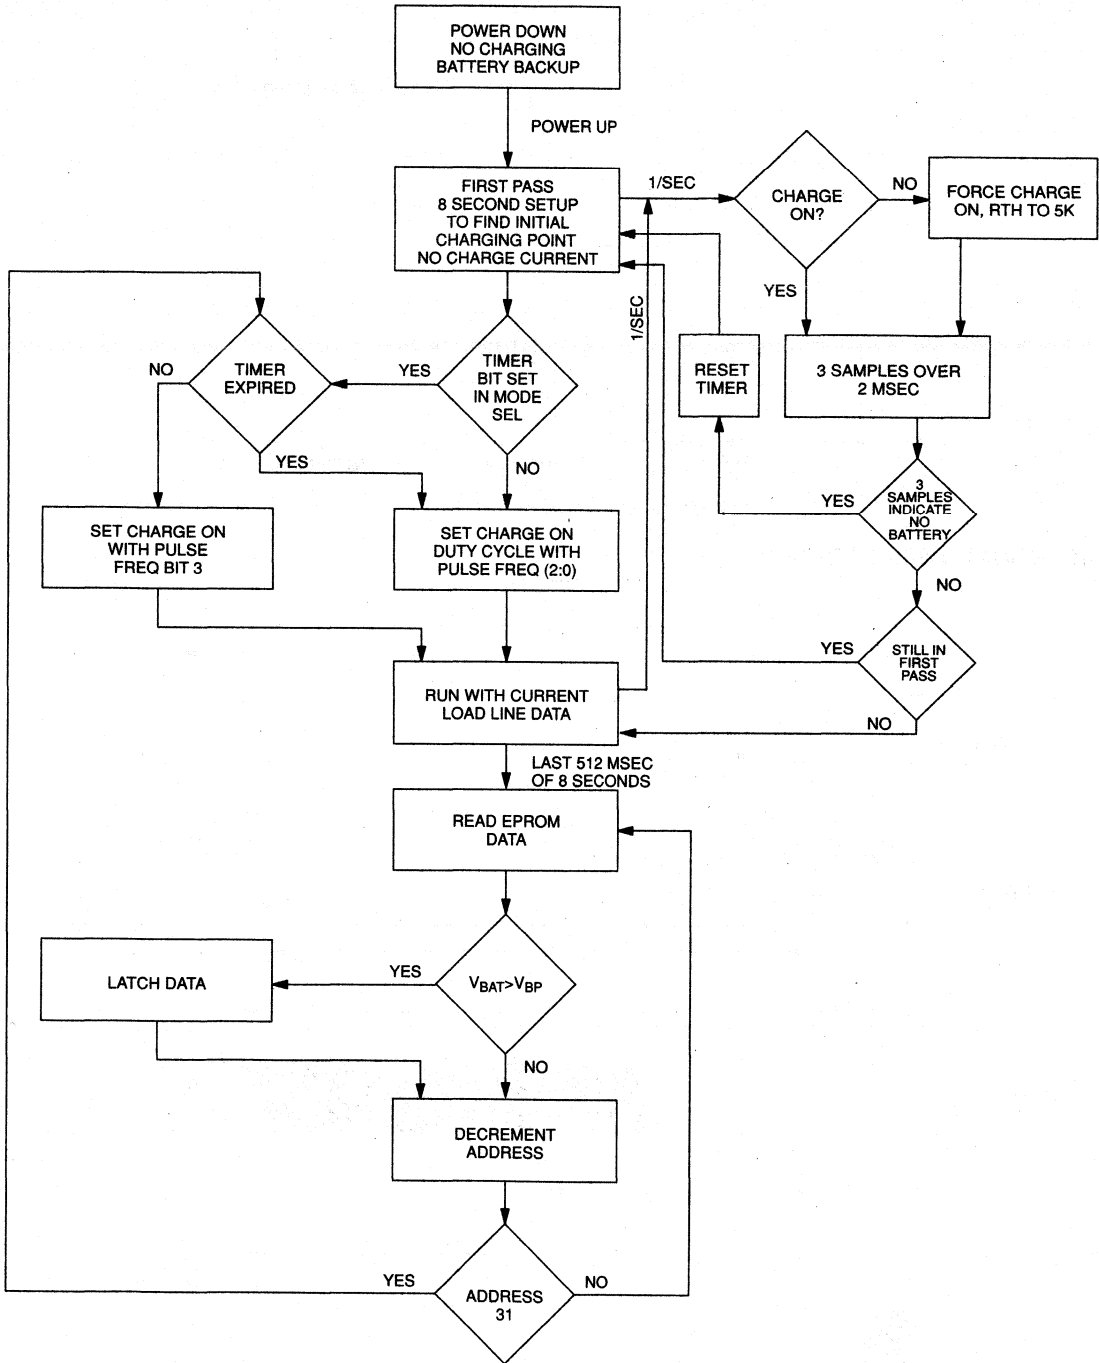 POWER DOWN
NO CHARGING
BATTERY BACKUP
POWER UP
FIRST PASS
8 SECOND SETUP
TO FIND INITIAL
CHARGING POINT
NO CHARGE CURRENT
1/SEC
CHARGE
ON?
NO
FORCE CHARGE
ON, RTH TO 5K
YES
1/SEC
3 SAMPLES OVER
2 MSEC
RESET
TIMER
TIMER
BIT SET
IN MODE
SEL
YES
TIMER
EXPIRED
NO
YES
NO
3
SAMPLES
INDICATE
NO
BATTERY
YES
NO
SET CHARGE ON
WITH PULSE
FREQ BIT 3
SET CHARGE ON
DUTY CYCLE WITH
PULSE FREQ (2:0)
STILL IN
FIRST
PASS
YES
NO
RUN WITH CURRENT
LOAD LINE DATA
LAST 512 MSEC
OF 8 SECONDS
READ EPROM
DATA
VBAT>VBP
YES
LATCH DATA
NO
DECREMENT
ADDRESS
ADDRESS
31
YES
NO